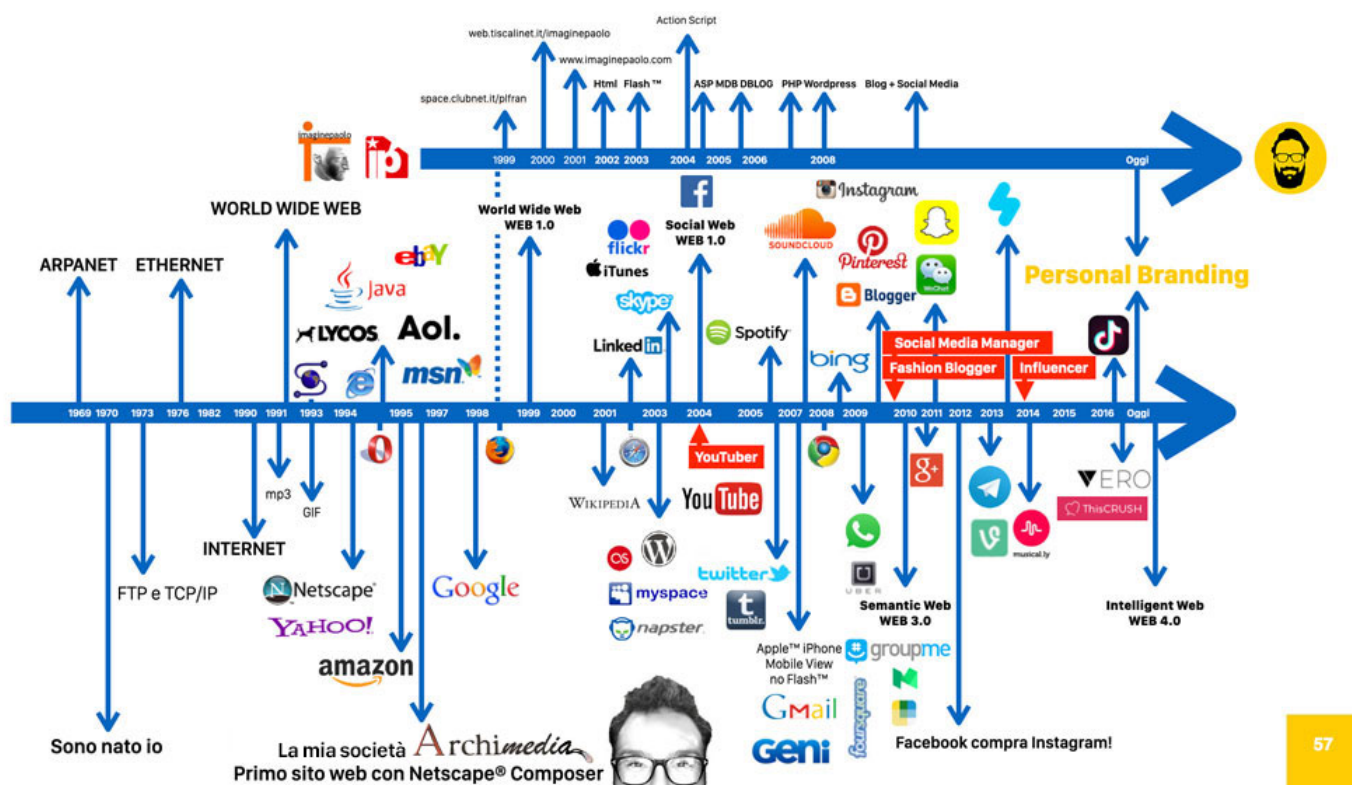 Action Script
web.tiscalinet.it/imaginepaolo
www.imaginepaolo.com
Html Flash ™ ASP MDB DBLOG PHP Wordpress Blog + Social Media
space.clubnet.it/plfran
imaginepaolo
ip
1999 2000 2001 2002 2003 2004 2005 2006 2008 Oggi
Instagram
WORLD WIDE WEB
World Wide Web
WEB 1.0
flickr
Social Web
WEB 1.0
SOUNDCLOUD
Pinterest
ARPANET
ETHERNET
ebaY
Java
iTunes
WeChat
Personal Branding
skype
Blogger
LYCOS
Aol.
Linked in
Spotify
bing
Social Media Manager
msn
Fashion Blogger
Influencer
1969 1970 1973 1976 1982 1990 1991 1993 1994 1995 1997 1998 1999 2000 2001 2003 2004 2005 2007 2008 2009 2010 2011 2012 2013 2014 2015 2016 Oggi
YouTuber
g+
mp3
GIF
WIKIPEDIA
You Tube
VERO
ThisCRUSH
INTERNET
musical.ly
FTP e TCP/IP
N Netscape®
Google
twitter
UBER
YAHOO!
myspace
t
tumblr.
Semantic Web
WEB 3.0
Intelligent Web
WEB 4.0
napster
amazon
Apple™ iPhone
Mobile View
no Flash™
groupme
GMail
foursquare
Sono nato io
La mia società Archimedia
Primo sito web con Netscape® Composer
Geni
Facebook compra Instagram!
57